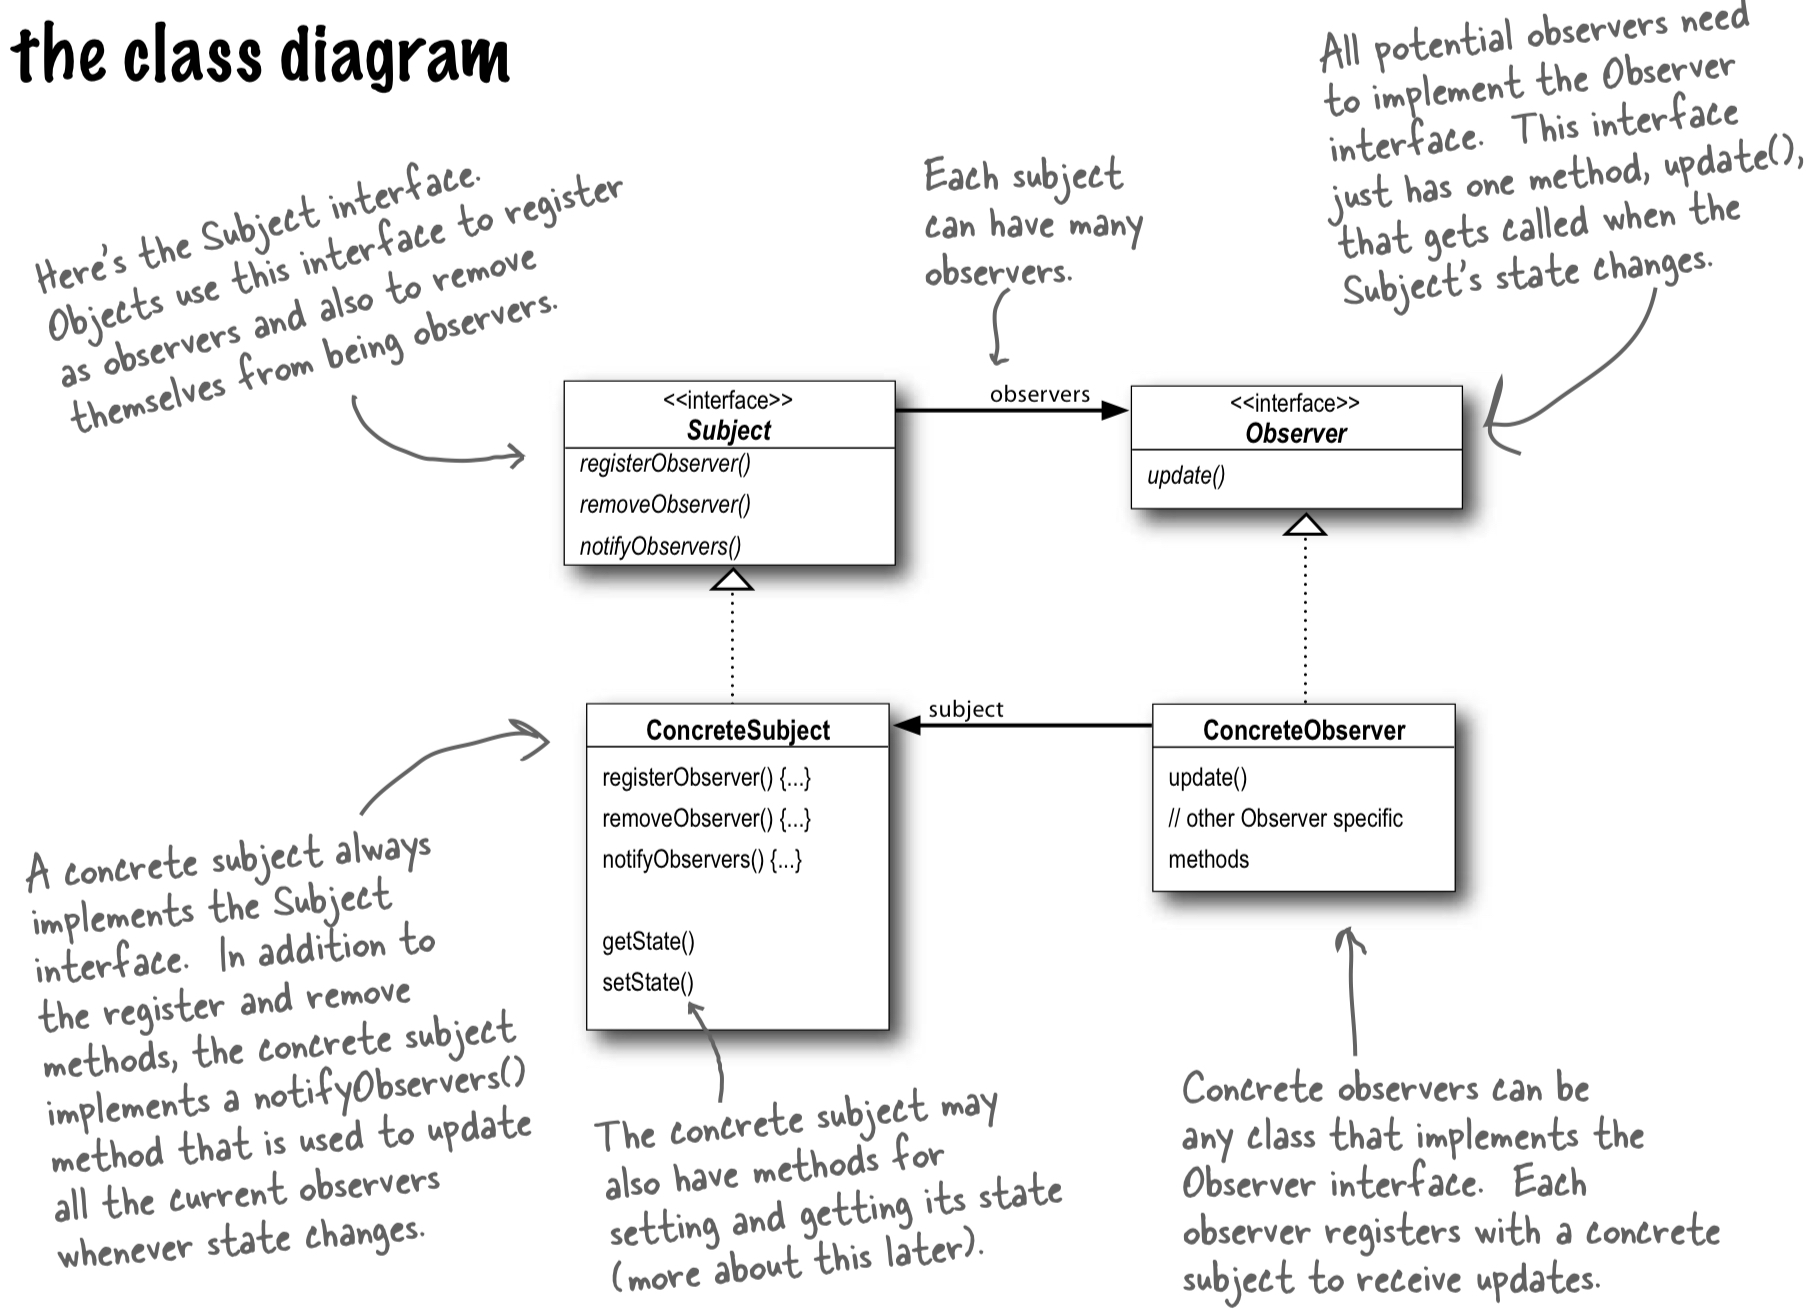 the class diagram
All potential observers need
to implement the Observer
interface. This interface
just has one method, update(),
that gets called when the
Subject's state changes.
Each subject
can have many
observers.
Here's the Subject interface.
Objects use this interface to register
as observers and also to remove
themselves from being observers.
<<interface>>
Subject
registerObserver()
removeObserver()
notifyObservers()
observers
<<interface>>
Observer
update()
ConcreteSubject
registerObserver() {...}
removeObserver() {...}
notifyObservers() {...}
getState()
setState()
subject
ConcreteObserver
update()
// other Observer specific
methods
A concrete subject always
implements the Subject
interface. In addition to
the register and remove
methods, the concrete subject
implements a notifyObservers()
method that is used to update
all the current observers
whenever state changes.
The concrete subject may
also have methods for
setting and getting its state
(more about this later).
Concrete observers can be
any class that implements the
Observer interface. Each
observer registers with a concrete
subject to receive updates.